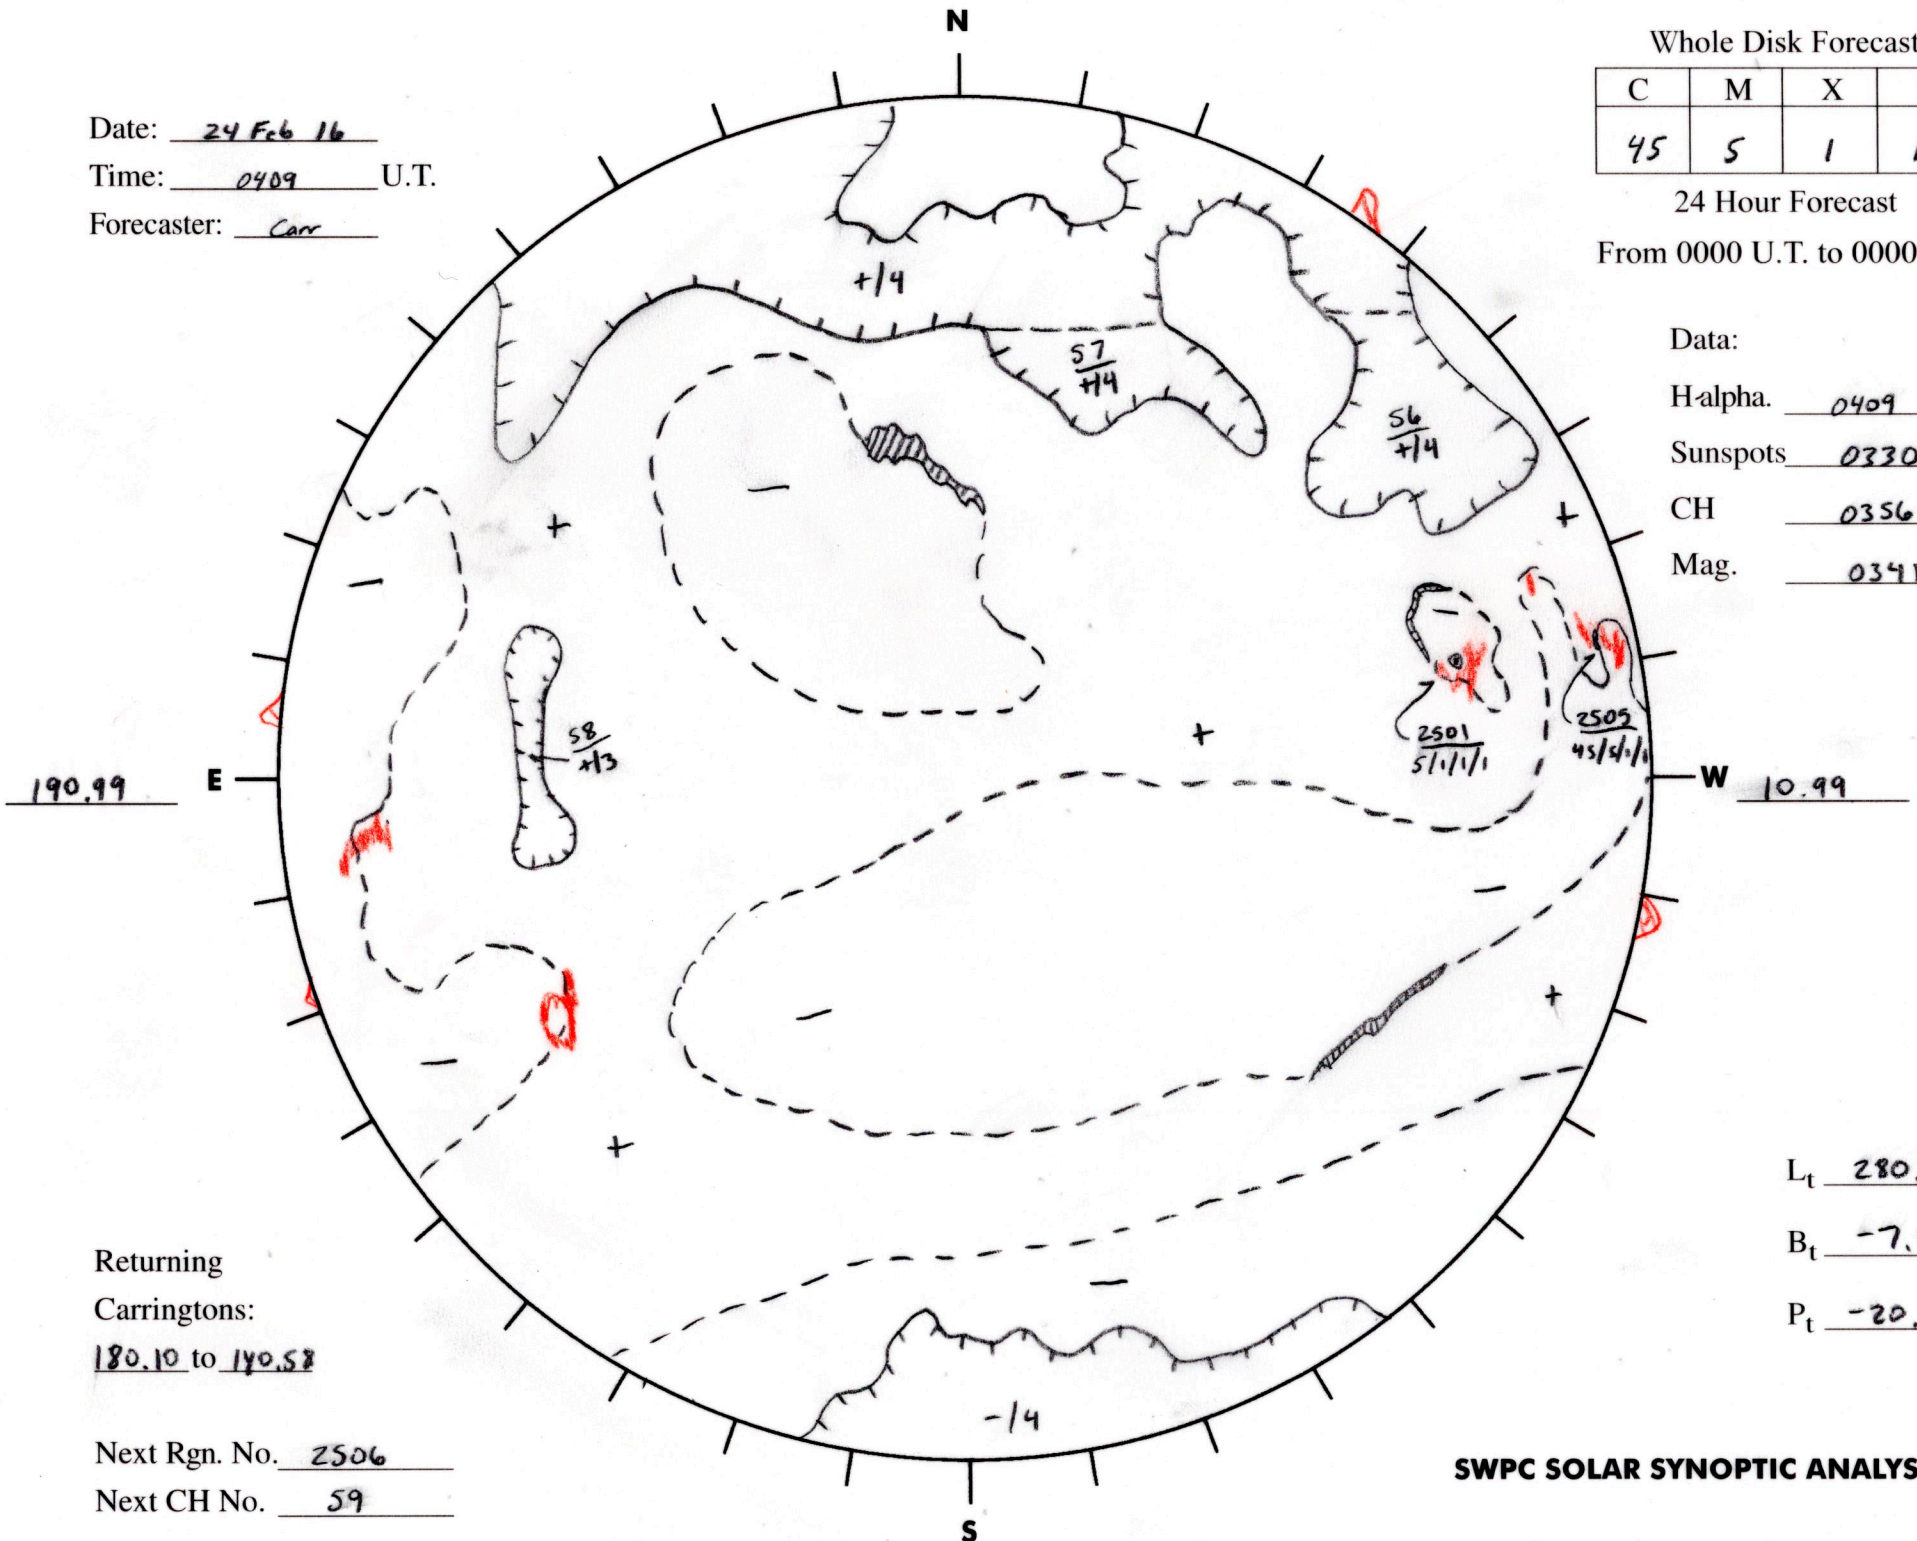 N
Whole Disk Forecast
C M X
45 5 1
24 Hour Forecast
From 0000 U.T. to 0000
Date: 24 Feb 16
Time: 0409 U.T.
Forecaster: Carr
Data:
H-alpha. 0409
Sunspots 0330
CH 0356
Mag. 0341
+/4
57
+/4
56
+/4
-
+
+
-
-
58
+/3
+
2501
5/1/1/1
2505
45/5/1/1
190.99 E
W 10.99
-
-
+
-
+
-
-/4
Lt 280.
Bt -7.
Pt -20.
Returning
Carringtons:
180.10 to 140.58
Next Rgn. No. 2506
Next CH No. 59
SWPC SOLAR SYNOPTIC ANALYS
S